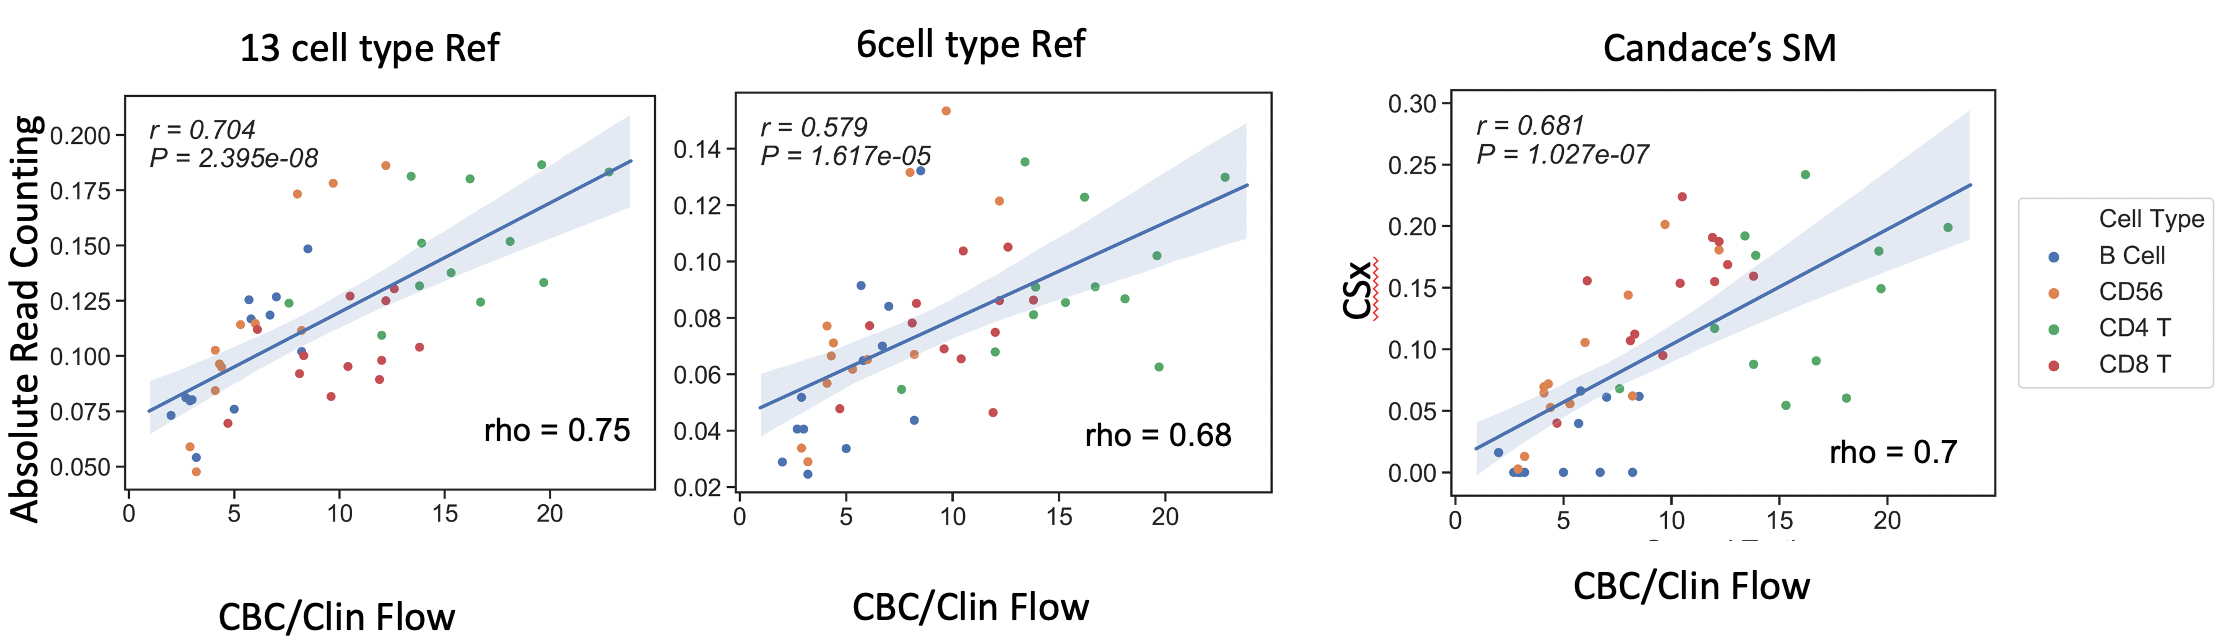 13 cell type Ref
6cell type Ref
Candace's SM
Absolute Read Counting
r = 0.704
P = 2.395e-08
0.200
0.175
0.150
0.125
0.100
0.075
0.050
rho = 0.75
0 5 10 15 20
CBC/Clin Flow
r = 0.579
P = 1.617e-05
0.14
0.12
0.10
0.08
0.06
0.04
0.02
rho = 0.68
0 5 10 15 20
CBC/Clin Flow
CSx
r = 0.681
P = 1.027e-07
0.30
0.25
0.20
0.15
0.10
0.05
0.00
rho = 0.7
0 5 10 15 20
CBC/Clin Flow
Cell Type
B Cell
CD56
CD4 T
CD8 T